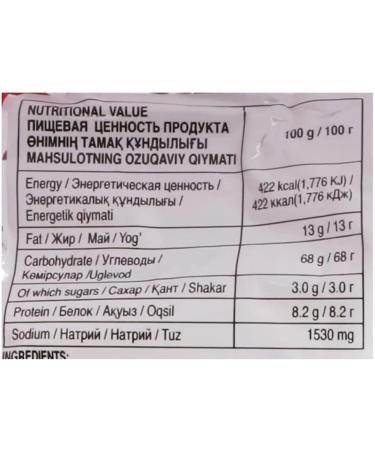 NUTRITIONAL VALUE
ПИЩЕВАЯ ЦЕННОСТЬ ПРОДУКТА
ӨНІМНІҢ ТАМАҚ ҚҰНДЫЛЫҒЫ
MAHSULOTNING OZUQAVIY QIYMATI
100 g / 100 г
Energy / Энергетическая ценность /
Энергетикалық құндылығы /
Energetik qiymati
422 kcal(1,776 KJ) /
422 ккал(1,776 кДж)
Fat / Жир / Май / Yog'
13 g / 13 г
Carbohydrate / Углеводы /
Көмірсулар /Uglevod
68 g / 68 г
Of which sugars / Сахар / Қант / Shakar
3.0 g / 3.0 г
Protein / Белок / Ақуыз / Oqsil
8.2 g / 8.2 г
Sodium / Натрий / Натрий / Tuz
1530 mg
INGREDIENTS: